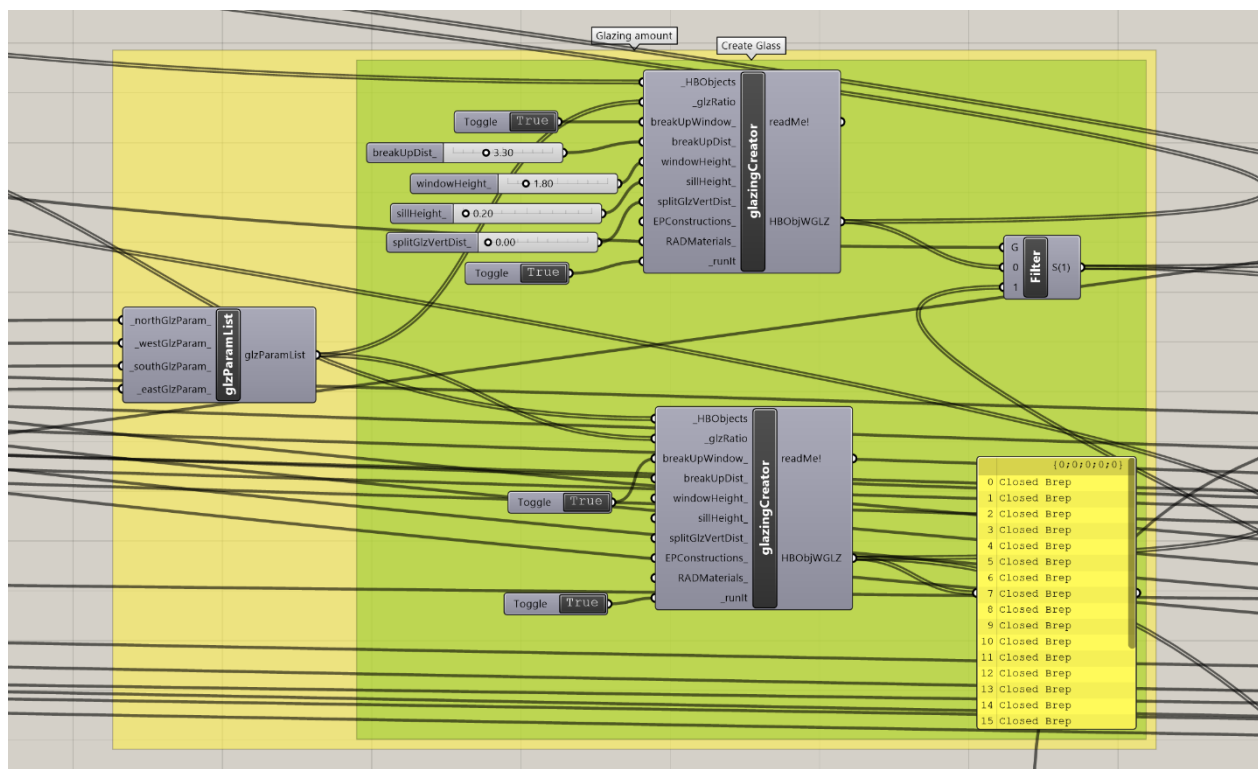 Glazing amount
Create Glass
_HBObjects
_glzRatio
breakUpWindow_
breakUpDist_
windowHeight_
sillHeight_
splitGlzVertDist_
EPConstructions_
RADMaterials_
_runIt
glazingCreator
readMe!
HBObjWGLZ
Toggle True
breakUpDist_ 3.30
windowHeight_ 1.80
sillHeight_ 0.20
splitGlzVertDist_ 0.00
Toggle True
G
0
1
Filter
S(1)
_northGlzParam_
_westGlzParam_
_southGlzParam_
_eastGlzParam_
glzParamList
glzParamList
_HBObjects
_glzRatio
breakUpWindow_
breakUpDist_
windowHeight_
sillHeight_
splitGlzVertDist_
EPConstructions_
RADMaterials_
_runIt
glazingCreator
readMe!
HBObjWGLZ
Toggle True
Toggle True
{0;0;0;0;0}
0 Closed Brep
1 Closed Brep
2 Closed Brep
3 Closed Brep
4 Closed Brep
5 Closed Brep
6 Closed Brep
7 Closed Brep
8 Closed Brep
9 Closed Brep
10 Closed Brep
11 Closed Brep
12 Closed Brep
13 Closed Brep
14 Closed Brep
15 Closed Brep